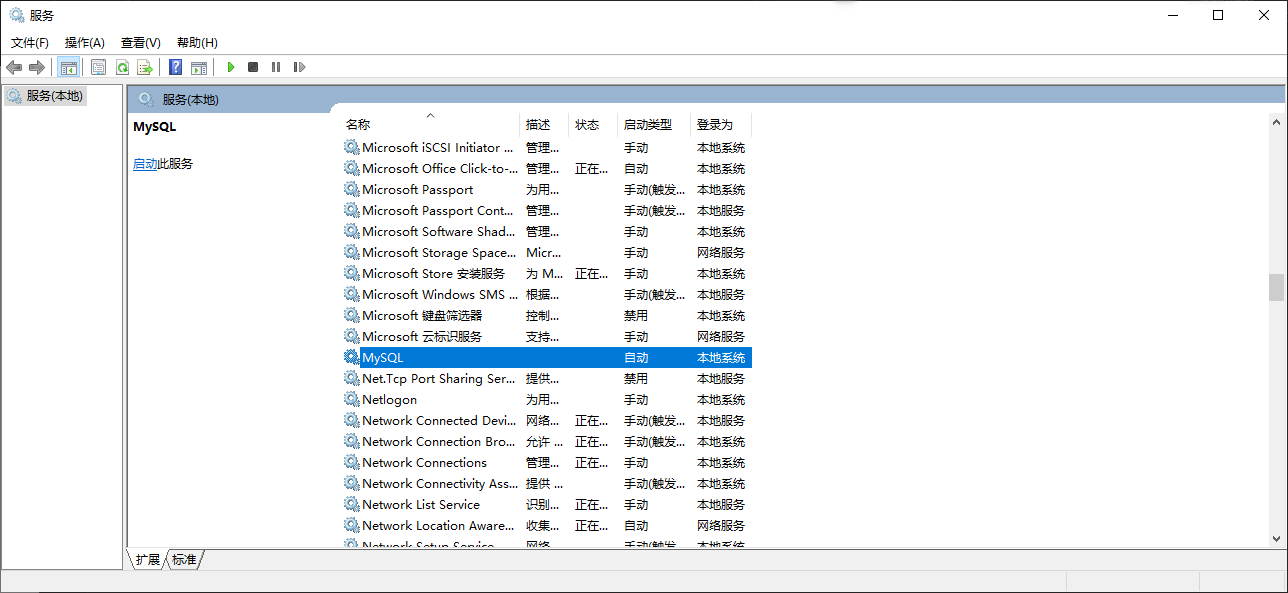 服务
文件(F) 操作(A) 查看(V) 帮助(H)
服务(本地)
服务(本地)
MySQL
启动此服务
名称 描述 状态 启动类型 登录为
Microsoft iSCSI Initiator ... 管理... 手动 本地系统
Microsoft Office Click-to-... 管理... 正在... 自动 本地系统
Microsoft Passport 为用... 手动(触发... 本地系统
Microsoft Passport Cont... 管理... 手动(触发... 本地服务
Microsoft Software Shad... 管理... 手动 本地系统
Microsoft Storage Space... Micr... 手动 网络服务
Microsoft Store 安装服务 为 M... 正在... 手动 本地系统
Microsoft Windows SMS ... 根据... 手动(触发... 本地服务
Microsoft 键盘筛选器 控制... 禁用 本地系统
Microsoft 云标识服务 支持... 手动 网络服务
MySQL 自动 本地系统
Net.Tcp Port Sharing Ser... 提供... 禁用 本地服务
Netlogon 为用... 手动 本地系统
Network Connected Devi... 网络... 正在... 手动(触发... 本地服务
Network Connection Bro... 允许 ... 正在... 手动(触发... 本地系统
Network Connections 管理... 正在... 手动 本地系统
Network Connectivity Ass... 提供 ... 手动(触发... 本地系统
Network List Service 识别... 正在... 手动 本地服务
Network Location Aware... 收集... 正在... 自动 网络服务
Network Setup Service 网络... 手动(触发... 本地系统
扩展 标准